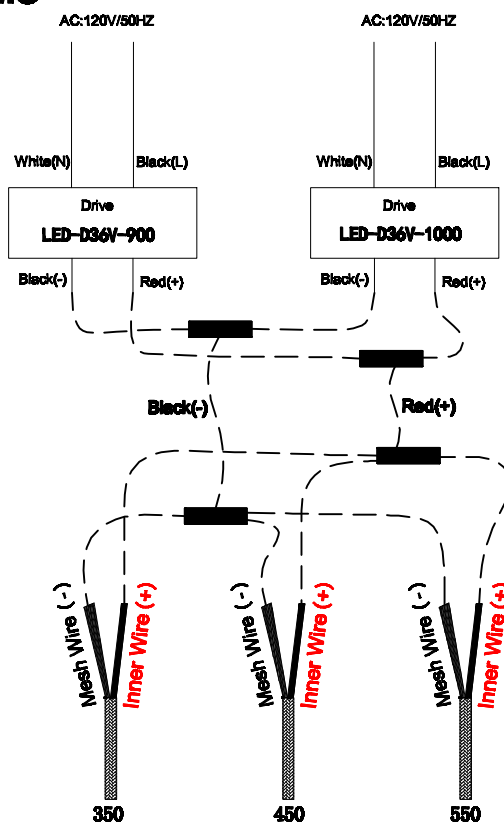 AC:120V/50HZ
AC:120V/50HZ
White(N)
Black(L)
White(N)
Black(L)
Drive
LED-D36V-900
Drive
LED-D36V-1000
Black(-)
Red(+)
Black(-)
Red(+)
Black(-)
Red(+)
Mesh Wire (-)
Inner Wire (+)
Mesh Wire (-)
Inner Wire (+)
Mesh Wire (-)
Inner Wire (+)
350
450
550